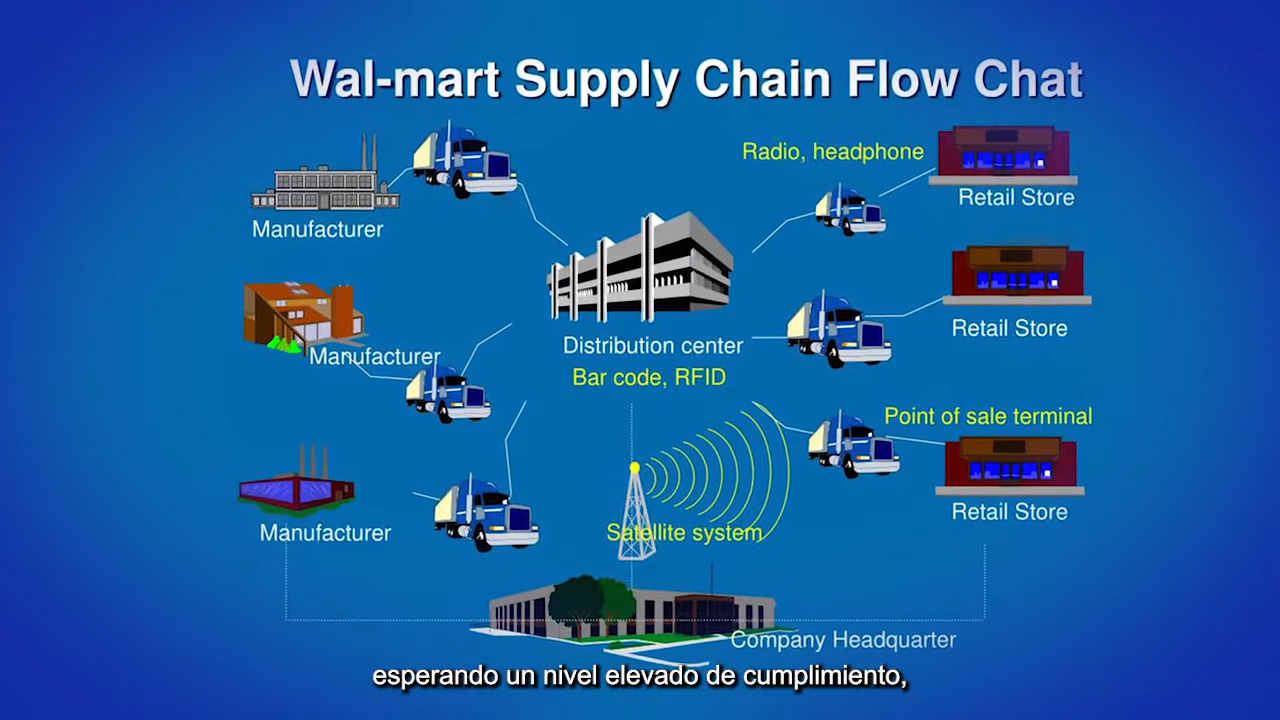 Wal-mart Supply Chain Flow Chat
Radio, headphone
Retail Store
Manufacturer
Retail Store
Distribution center
Manufacturer
Bar code, RFID
Point of sale terminal
Retail Store
Manufacturer
Satellite system
Company Headquarter
esperando un nivel elevado de cumplimiento,